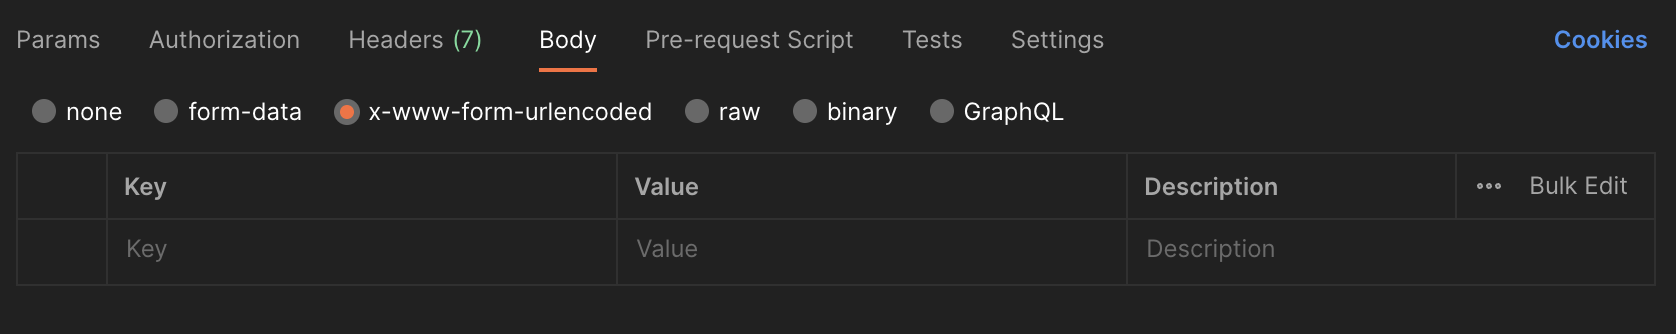 Params Authorization Headers (7) Body Pre-request Script Tests Settings Cookies
none form-data x-www-form-urlencoded raw binary GraphQL
Key Value Description Bulk Edit
Key Value Description